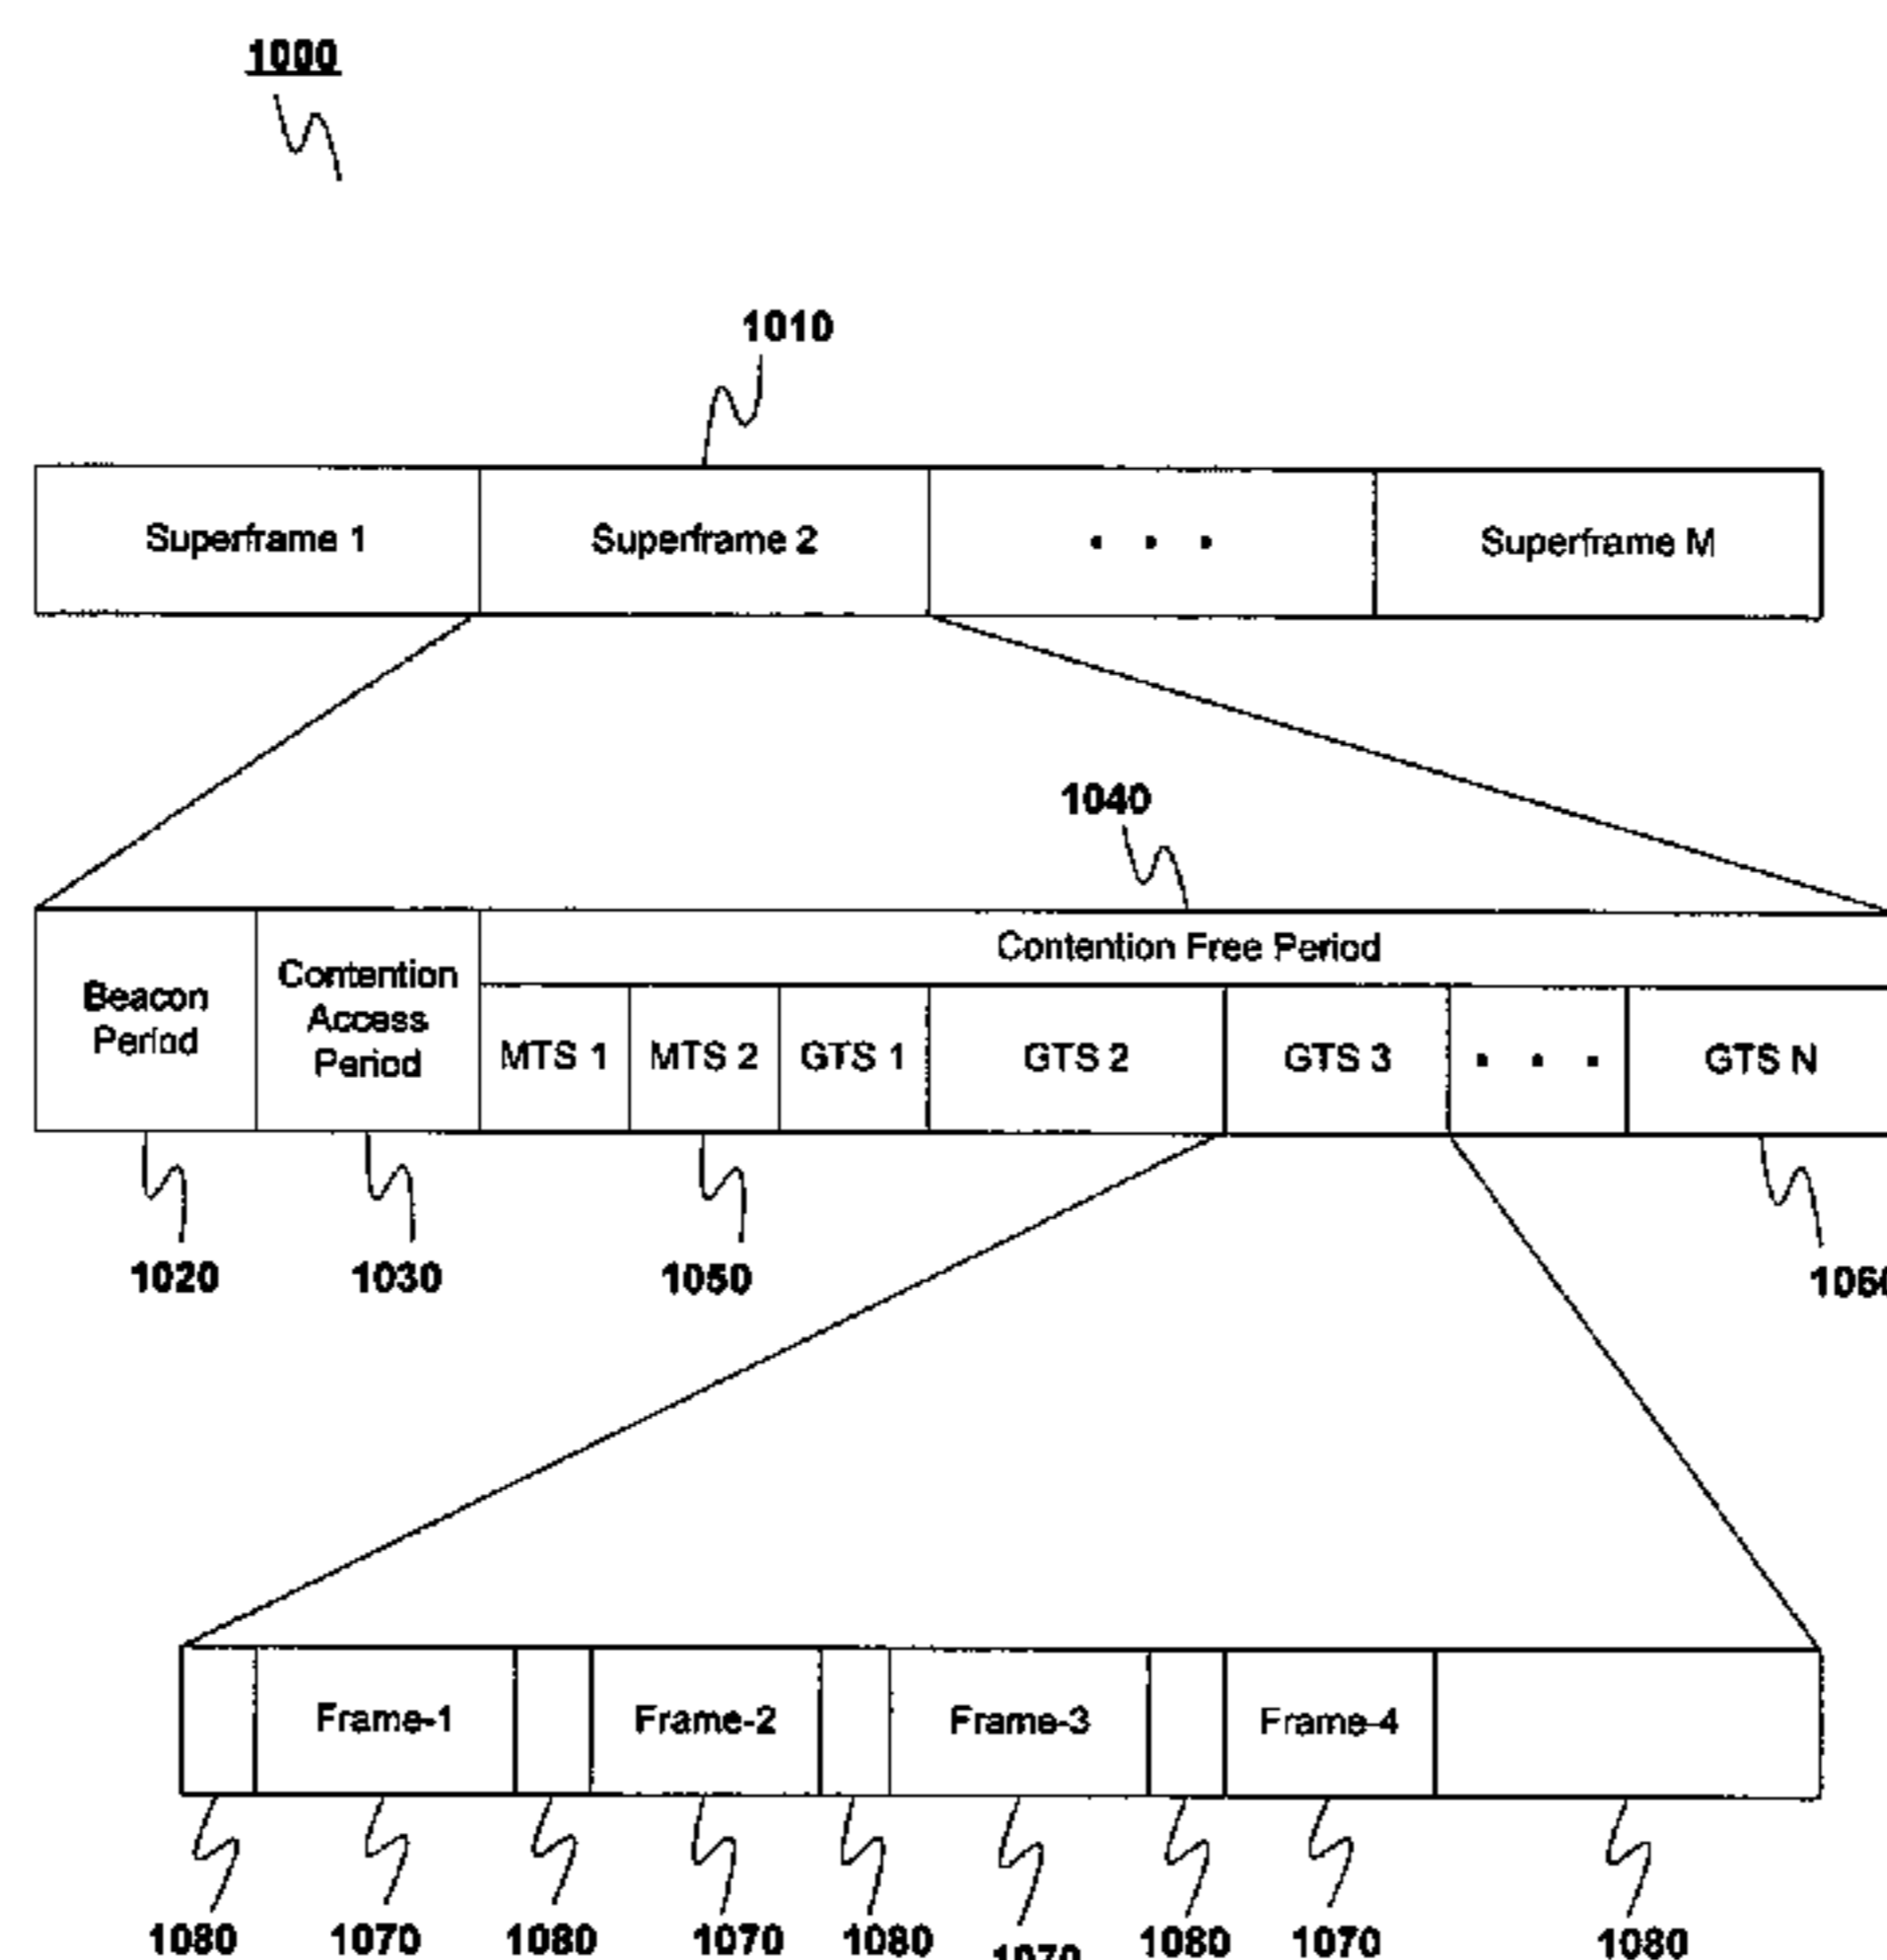 1000
1010
Superframe 1 Superframe 2 • • • Superframe M
1040
Contention Free Period
Beacon
Period
Contention
Access
Period
MTS 1 MTS 2 GTS 1 GTS 2 GTS 3 • • • GTS N
1020 1030 1050
Frame-1 Frame-2 Frame-3 Frame-4
1080 1070 1080 1070 1080 1070 1080 1070 1080